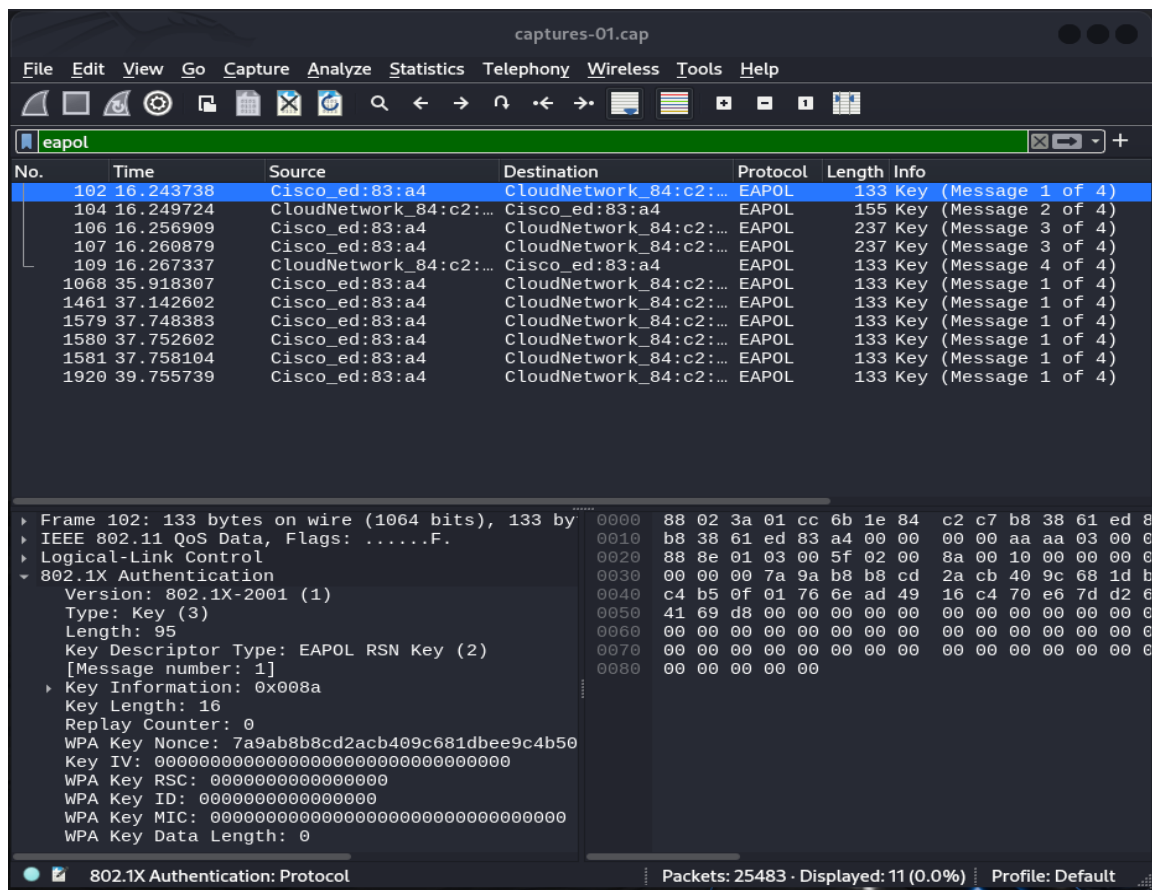 captures-01.cap
File Edit View Go Capture Analyze Statistics Telephony Wireless Tools Help
eapol
No. Time Source Destination Protocol Length Info
102 16.243738 Cisco_ed:83:a4 CloudNetwork_84:c2:… EAPOL 133 Key (Message 1 of 4)
104 16.249724 CloudNetwork_84:c2:… Cisco_ed:83:a4 EAPOL 155 Key (Message 2 of 4)
106 16.256909 Cisco_ed:83:a4 CloudNetwork_84:c2:… EAPOL 237 Key (Message 3 of 4)
107 16.260879 Cisco_ed:83:a4 CloudNetwork_84:c2:… EAPOL 237 Key (Message 3 of 4)
109 16.267337 CloudNetwork_84:c2:… Cisco_ed:83:a4 EAPOL 133 Key (Message 4 of 4)
1068 35.918307 Cisco_ed:83:a4 CloudNetwork_84:c2:… EAPOL 133 Key (Message 1 of 4)
1461 37.142602 Cisco_ed:83:a4 CloudNetwork_84:c2:… EAPOL 133 Key (Message 1 of 4)
1579 37.748383 Cisco_ed:83:a4 CloudNetwork_84:c2:… EAPOL 133 Key (Message 1 of 4)
1580 37.752602 Cisco_ed:83:a4 CloudNetwork_84:c2:… EAPOL 133 Key (Message 1 of 4)
1581 37.758104 Cisco_ed:83:a4 CloudNetwork_84:c2:… EAPOL 133 Key (Message 1 of 4)
1920 39.755739 Cisco_ed:83:a4 CloudNetwork_84:c2:… EAPOL 133 Key (Message 1 of 4)
Frame 102: 133 bytes on wire (1064 bits), 133 by
IEEE 802.11 QoS Data, Flags: ......F.
Logical-Link Control
802.1X Authentication
Version: 802.1X-2001 (1)
Type: Key (3)
Length: 95
Key Descriptor Type: EAPOL RSN Key (2)
[Message number: 1]
Key Information: 0x008a
Key Length: 16
Replay Counter: 0
WPA Key Nonce: 7a9ab8b8cd2acb409c681dbee9c4b50
Key IV: 00000000000000000000000000000000
WPA Key RSC: 0000000000000000
WPA Key ID: 0000000000000000
WPA Key MIC: 00000000000000000000000000000000
WPA Key Data Length: 0
0000 88 02 3a 01 cc 6b 1e 84 c2 c7 b8 38 61 ed 8
0010 b8 38 61 ed 83 a4 00 00 00 00 aa aa 03 00 0
0020 88 8e 01 03 00 5f 02 00 8a 00 10 00 00 00 0
0030 00 00 00 7a 9a b8 b8 cd 2a cb 40 9c 68 1d b
0040 c4 b5 0f 01 76 6e ad 49 16 c4 70 e6 7d d2 6
0050 41 69 d8 00 00 00 00 00 00 00 00 00 00 00 0
0060 00 00 00 00 00 00 00 00 00 00 00 00 00 00 0
0070 00 00 00 00 00 00 00 00 00 00 00 00 00 00 0
0080 00 00 00 00 00
802.1X Authentication: Protocol
Packets: 25483 · Displayed: 11 (0.0%)
Profile: Default